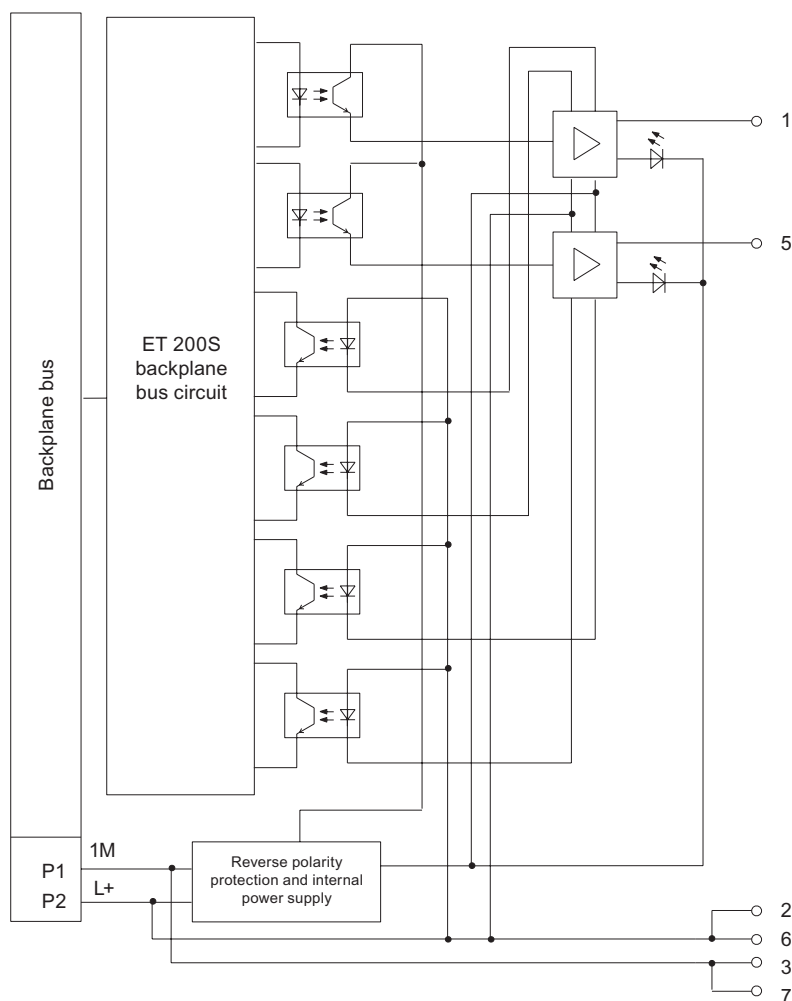 1
5
ET 200S
backplane
bus circuit
Backplane bus
1M
P1
L+
P2
Reverse polarity
protection and internal
power supply
2
6
3
7